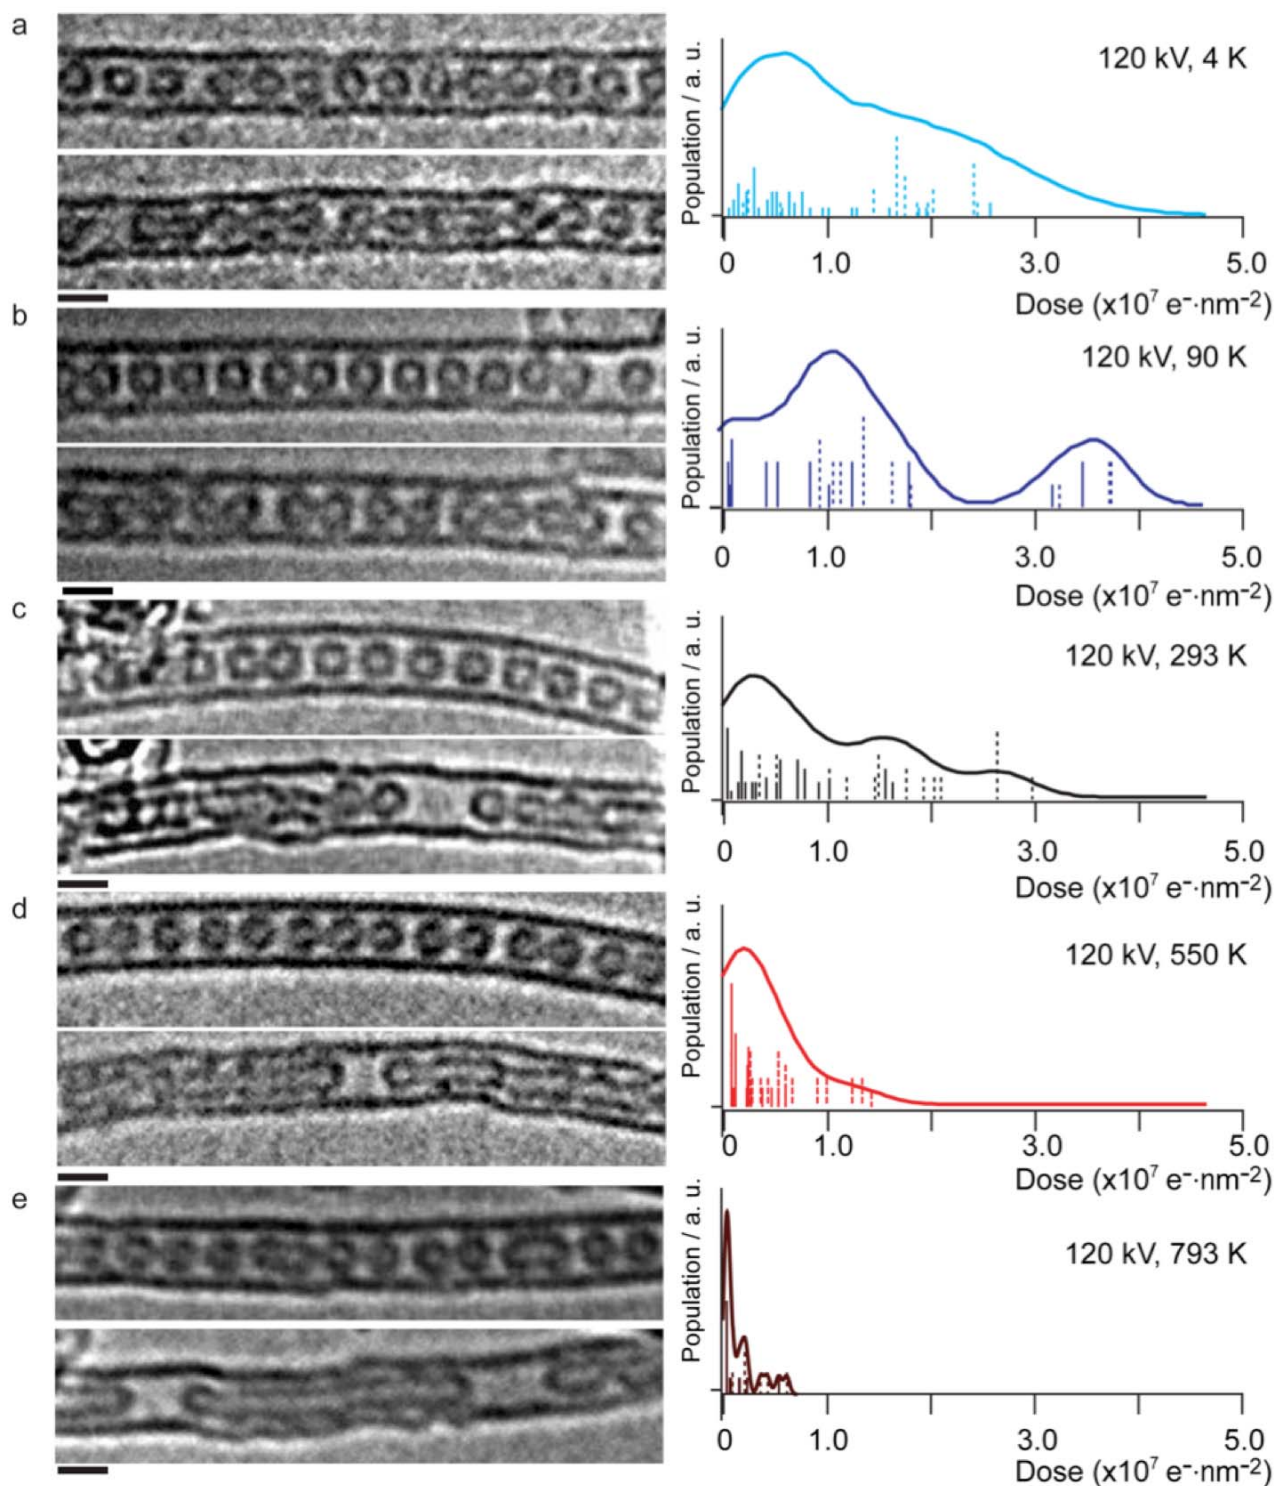 a
Population / a. u.
120 kV, 4 K
0 1.0 3.0 5.0
Dose (x10⁷ e⁻·nm⁻²)
b
Population / a. u.
120 kV, 90 K
0 1.0 3.0 5.0
Dose (x10⁷ e⁻·nm⁻²)
c
Population / a. u.
120 kV, 293 K
0 1.0 3.0 5.0
Dose (x10⁷ e⁻·nm⁻²)
d
Population / a. u.
120 kV, 550 K
0 1.0 3.0 5.0
Dose (x10⁷ e⁻·nm⁻²)
e
Population / a. u.
120 kV, 793 K
0 1.0 3.0 5.0
Dose (x10⁷ e⁻·nm⁻²)